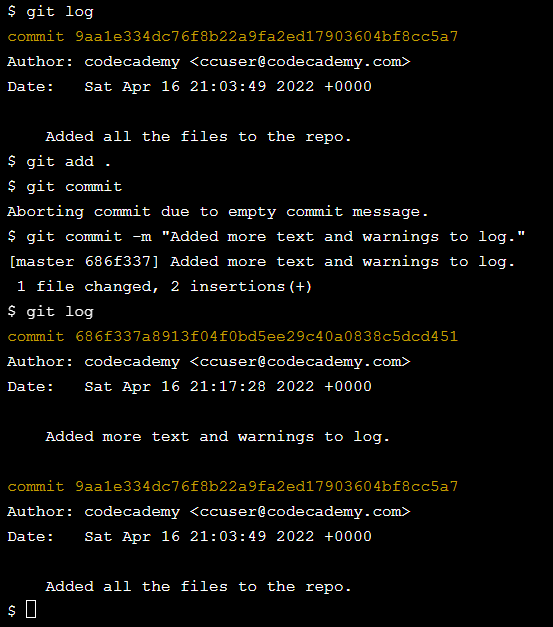 $ git log
commit 9aa1e334dc76f8b22a9fa2ed17903604bf8cc5a7
Author: codecademy <ccuser@codecademy.com>
Date:   Sat Apr 16 21:03:49 2022 +0000

    Added all the files to the repo.
$ git add .
$ git commit
Aborting commit due to empty commit message.
$ git commit -m "Added more text and warnings to log."
[master 686f337] Added more text and warnings to log.
 1 file changed, 2 insertions(+)
$ git log
commit 686f337a8913f04f0bd5ee29c40a0838c5dcd451
Author: codecademy <ccuser@codecademy.com>
Date:   Sat Apr 16 21:17:28 2022 +0000

    Added more text and warnings to log.

commit 9aa1e334dc76f8b22a9fa2ed17903604bf8cc5a7
Author: codecademy <ccuser@codecademy.com>
Date:   Sat Apr 16 21:03:49 2022 +0000

    Added all the files to the repo.
$